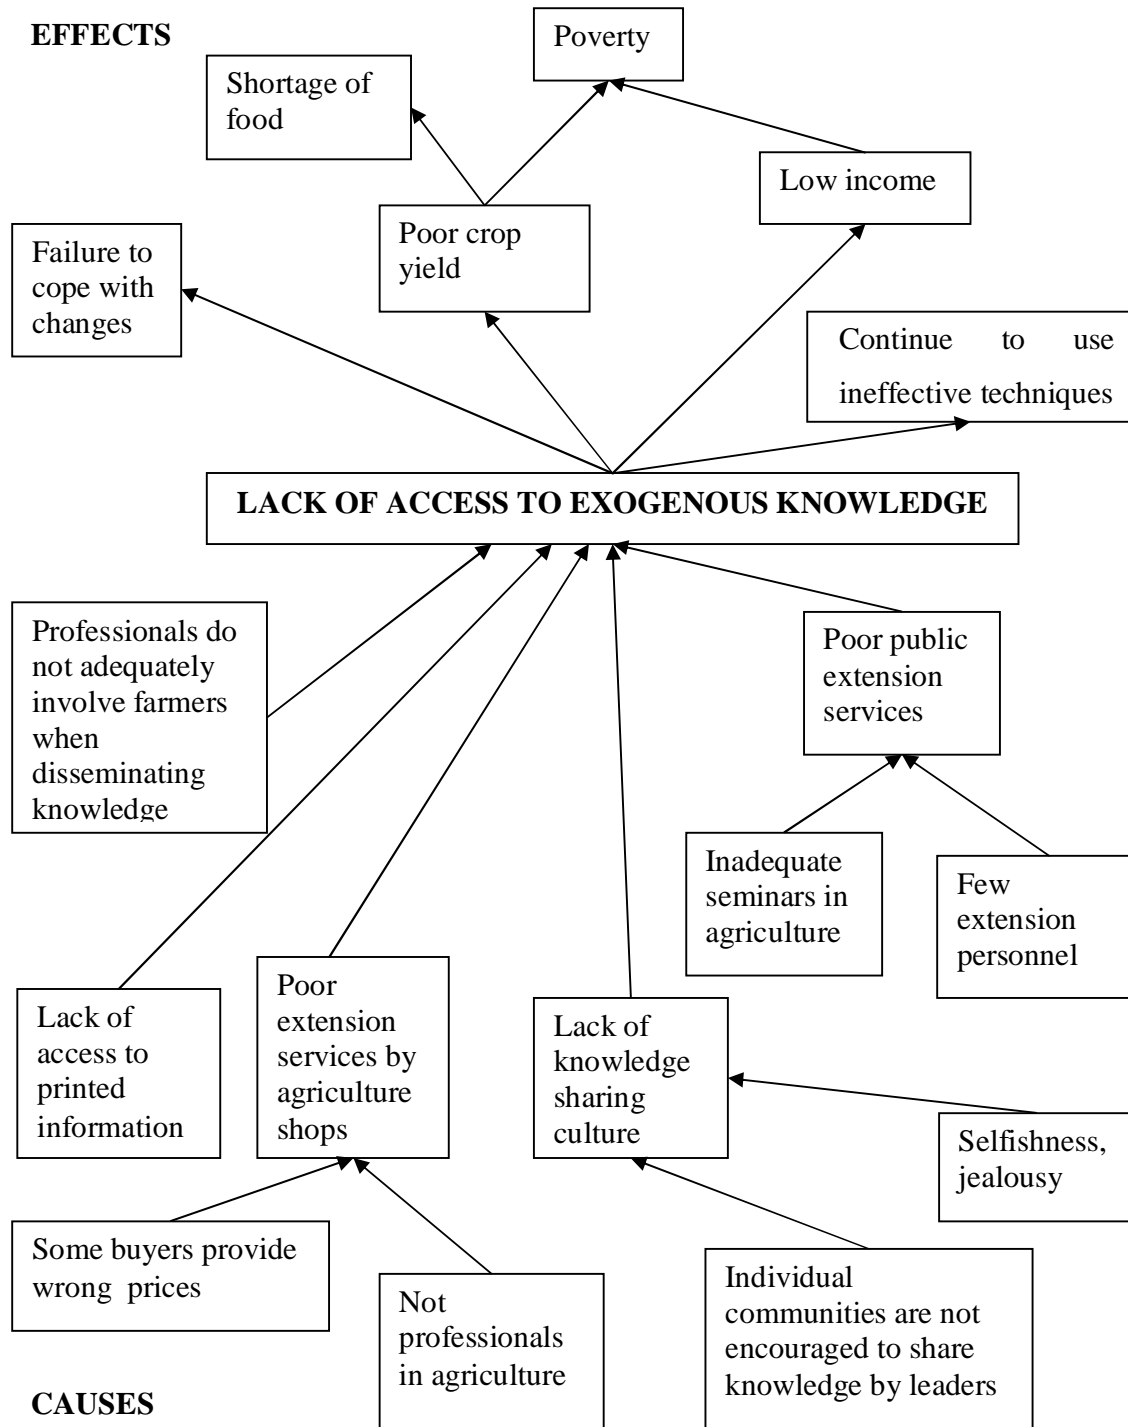 EFFECTS
Poverty
Shortage of
food
Low income
Poor crop
yield
Failure to
cope with
changes
Continue to use
ineffective techniques
LACK OF ACCESS TO EXOGENOUS KNOWLEDGE
Professionals do
not adequately
involve farmers
when
disseminating
knowledge
Poor public
extension
services
Inadequate
seminars in
agriculture
Few
extension
personnel
Lack of
access to
printed
information
Poor
extension
services by
agriculture
shops
Lack of
knowledge
sharing
culture
Selfishness,
jealousy
Some buyers provide
wrong prices
Not
professionals
in agriculture
Individual
communities are not
encouraged to share
knowledge by leaders
CAUSES